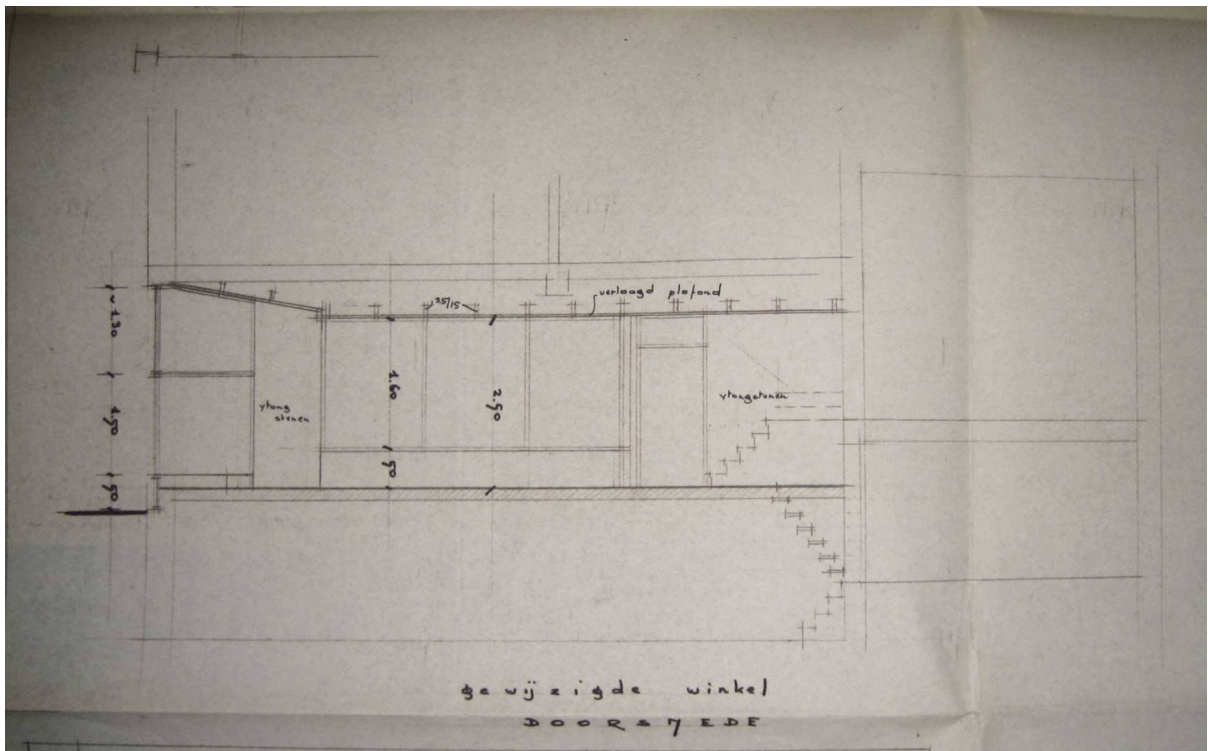 35/15
verlaagd plafond
~ 1.30
1.60
2.50
ytong
stenen
ytongstenen
1.50
50
50
gewijzigde winkel
DOORSNEDE